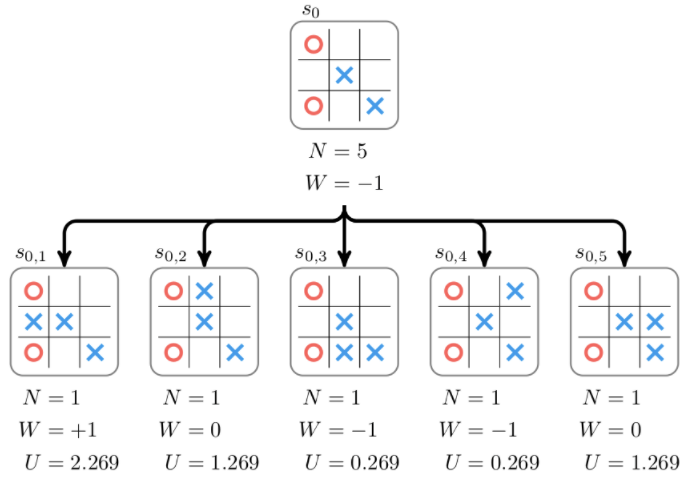 s₀
N = 5
W = −1
s₀,₁ s₀,₂ s₀,₃ s₀,₄ s₀,₅
N = 1 N = 1 N = 1 N = 1 N = 1
W = +1 W = 0 W = −1 W = −1 W = 0
U = 2.269 U = 1.269 U = 0.269 U = 0.269 U = 1.269